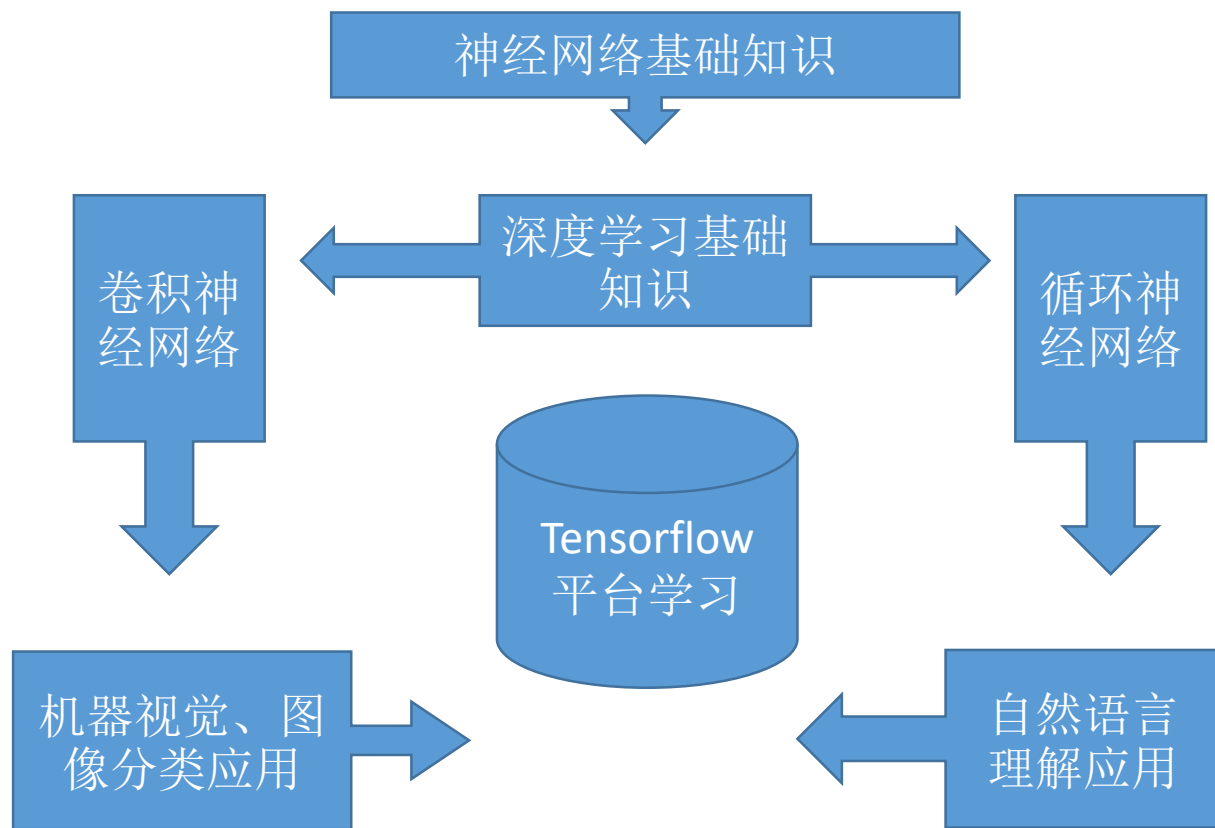 神经网络基础知识
深度学习基础
知识
卷积神
经网络
循环神
经网络
Tensorflow
平台学习
机器视觉、图
像分类应用
自然语言
理解应用